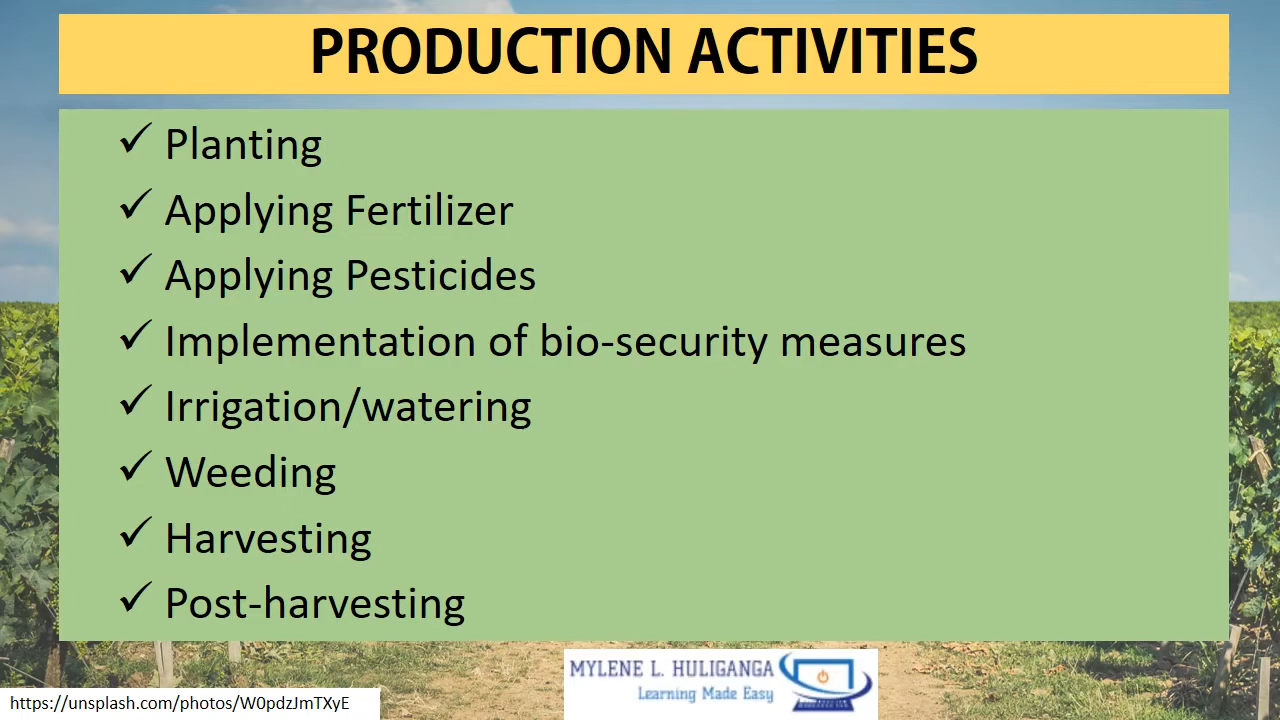 PRODUCTION ACTIVITIES
✓ Planting
✓ Applying Fertilizer
✓ Applying Pesticides
✓ Implementation of bio-security measures
✓ Irrigation/watering
✓ Weeding
✓ Harvesting
✓ Post-harvesting
MYLENE L. HULIGANGA
Learning Made Easy
https://unsplash.com/photos/W0pdzJmTXyE